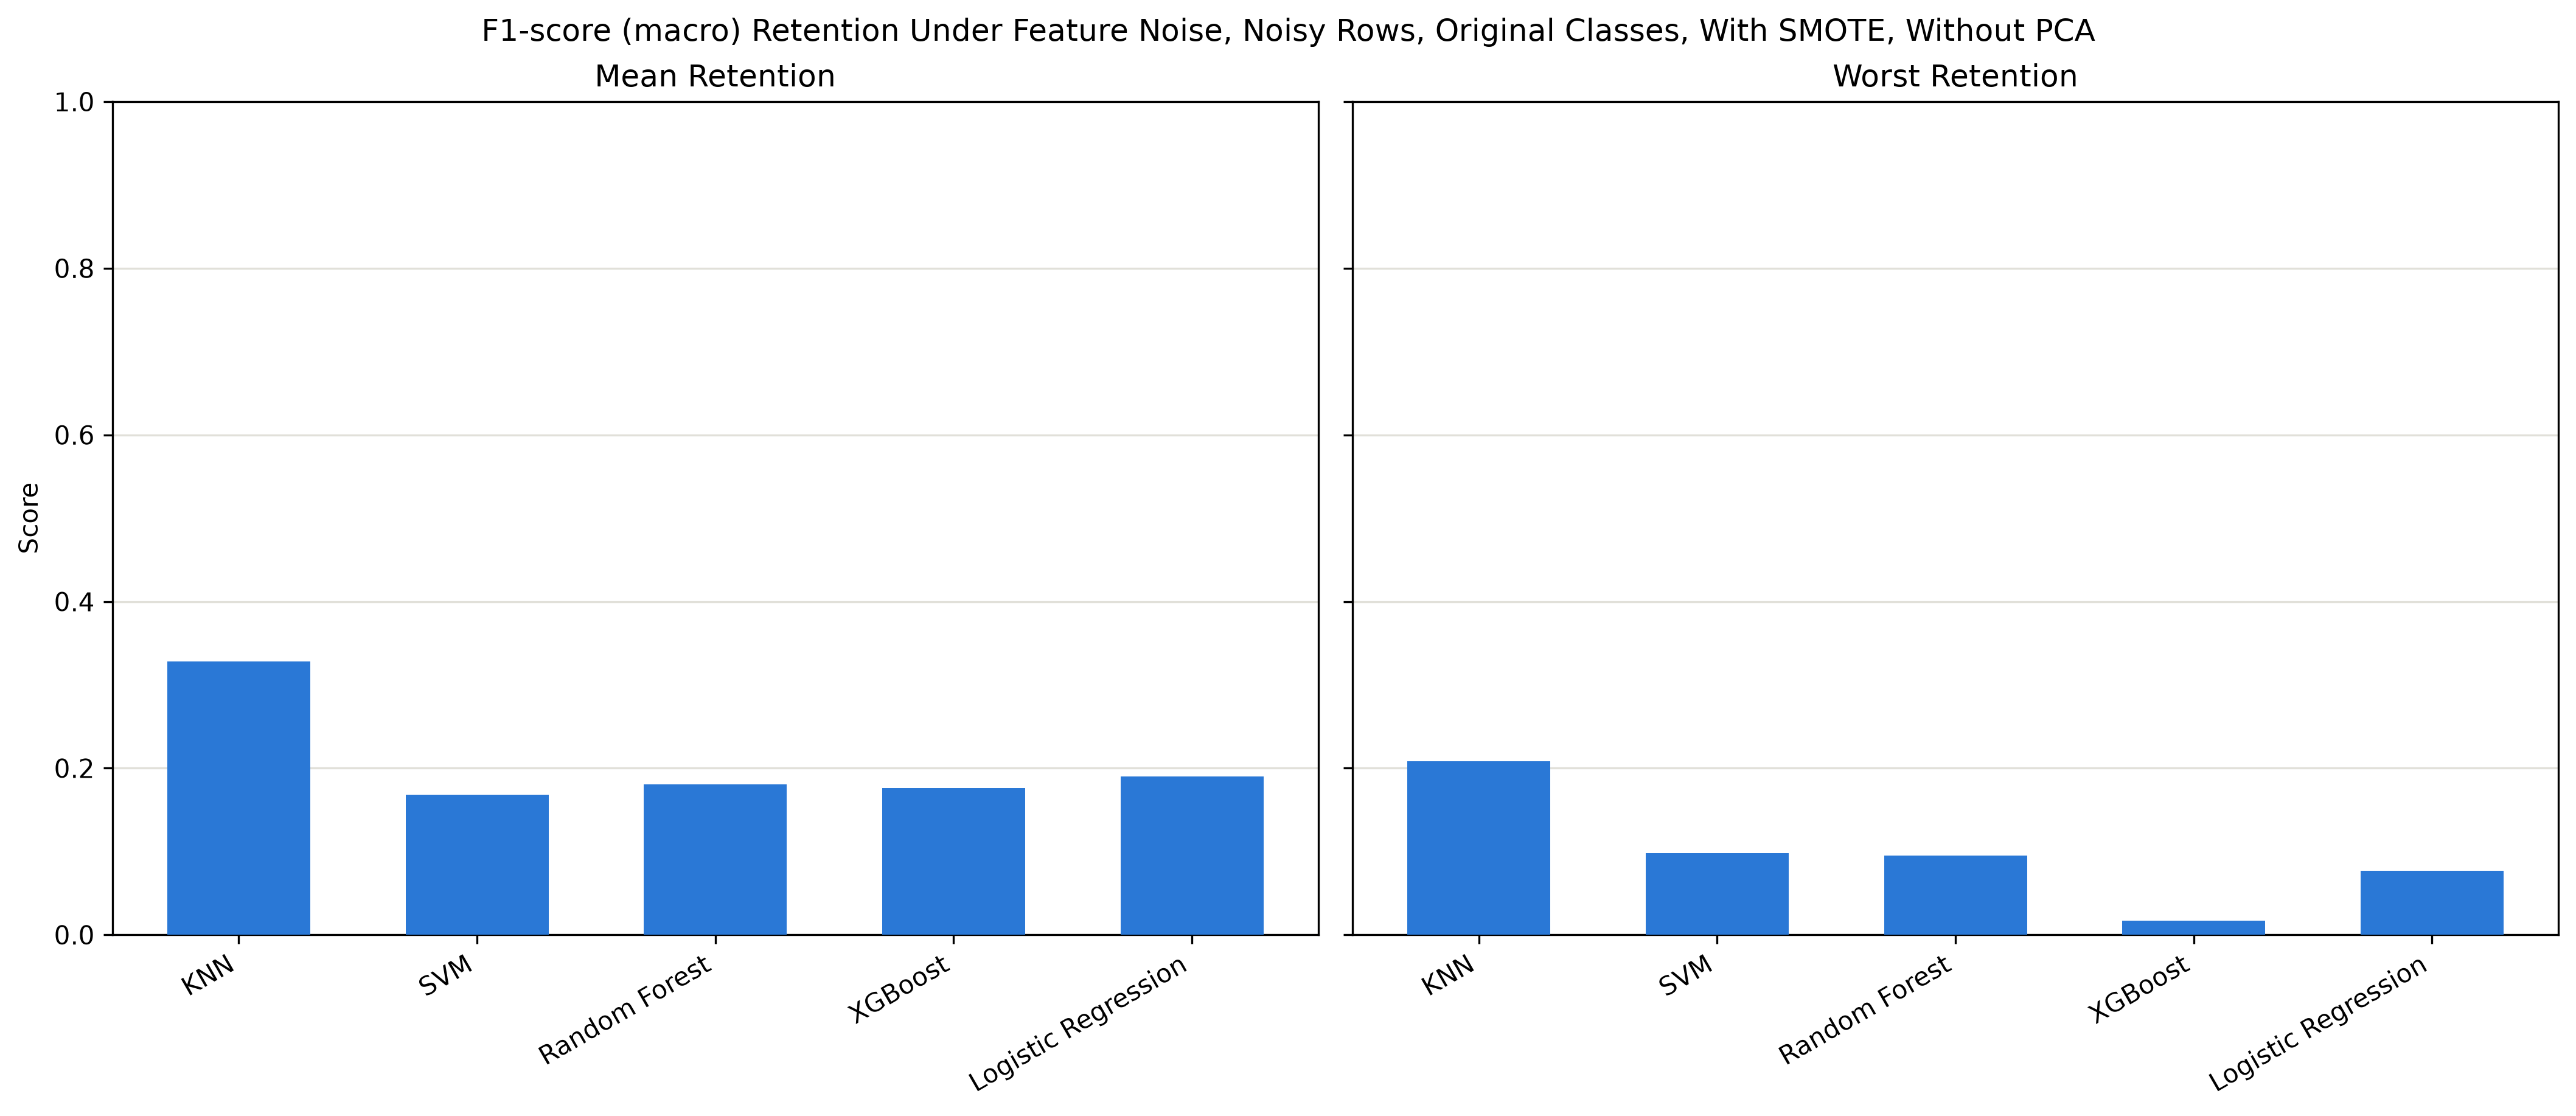 F1-score (macro) Retention Under Feature Noise, Noisy Rows, Original Classes, With SMOTE, Without PCA
Mean Retention
Score
1.0
0.8
0.6
0.4
0.2
0.0
KNN
SVM
Random Forest
XGBoost
Logistic Regression
Worst Retention
KNN
SVM
Random Forest
XGBoost
Logistic Regression